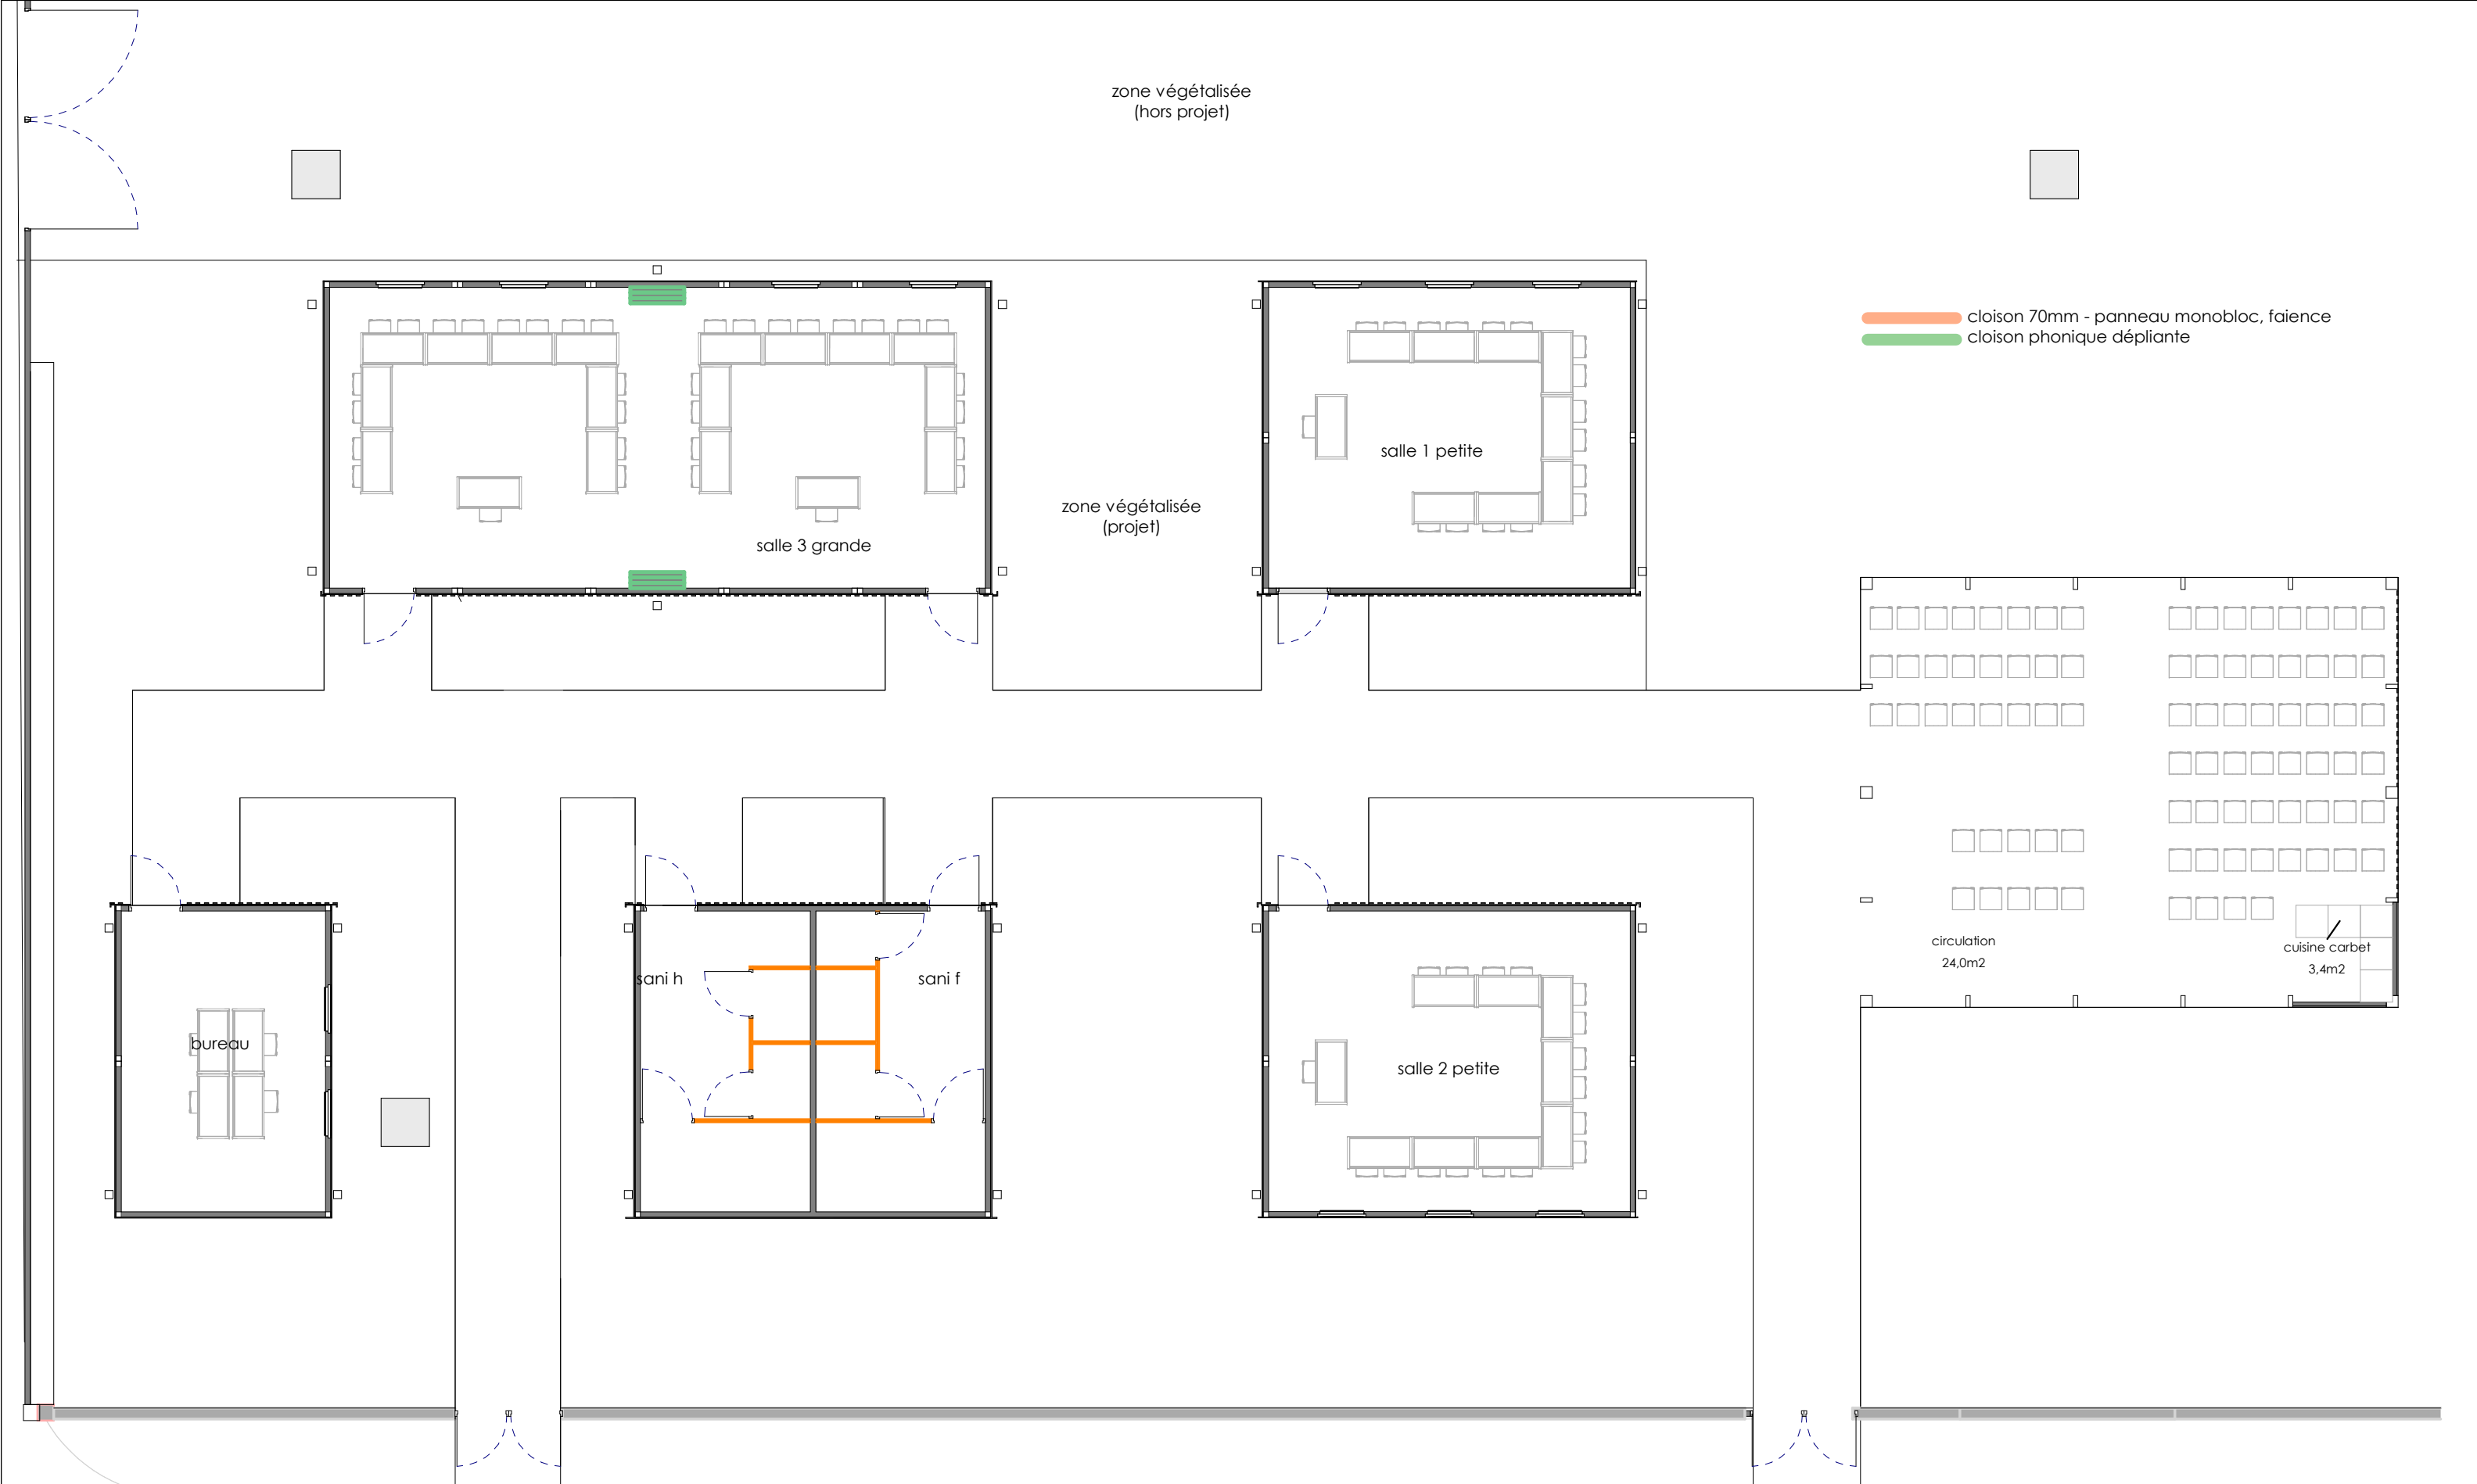 zone végétalisée
(hors projet)
cloison 70mm - panneau monobloc, faience
cloison phonique dépliante
salle 1 petite
zone végétalisée
(projet)
salle 3 grande
circulation
24,0m2
cuisine carbet
3,4m2
sani h
sani f
bureau
salle 2 petite